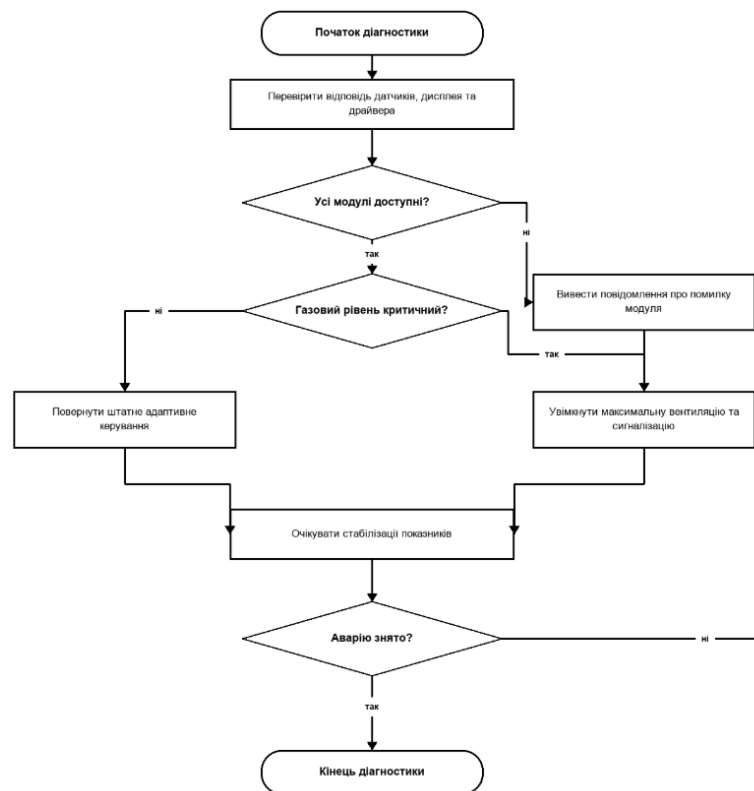 Початок діагностики
Перевірити відповідь датчиків, дисплея та
драйвера
Усі модулі доступні?
ні
так
Вивести повідомлення про помилку
модуля
Газовий рівень критичний?
ні
так
Повернути штатне адаптивне
керування
Увімкнути максимальну вентиляцію та
сигналізацію
Очікувати стабілізації показників
Аварію знято?
ні
так
Кінець діагностики